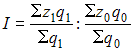 I = Σz₁q₁ / Σq₁ : Σz₀q₀ / Σq₀